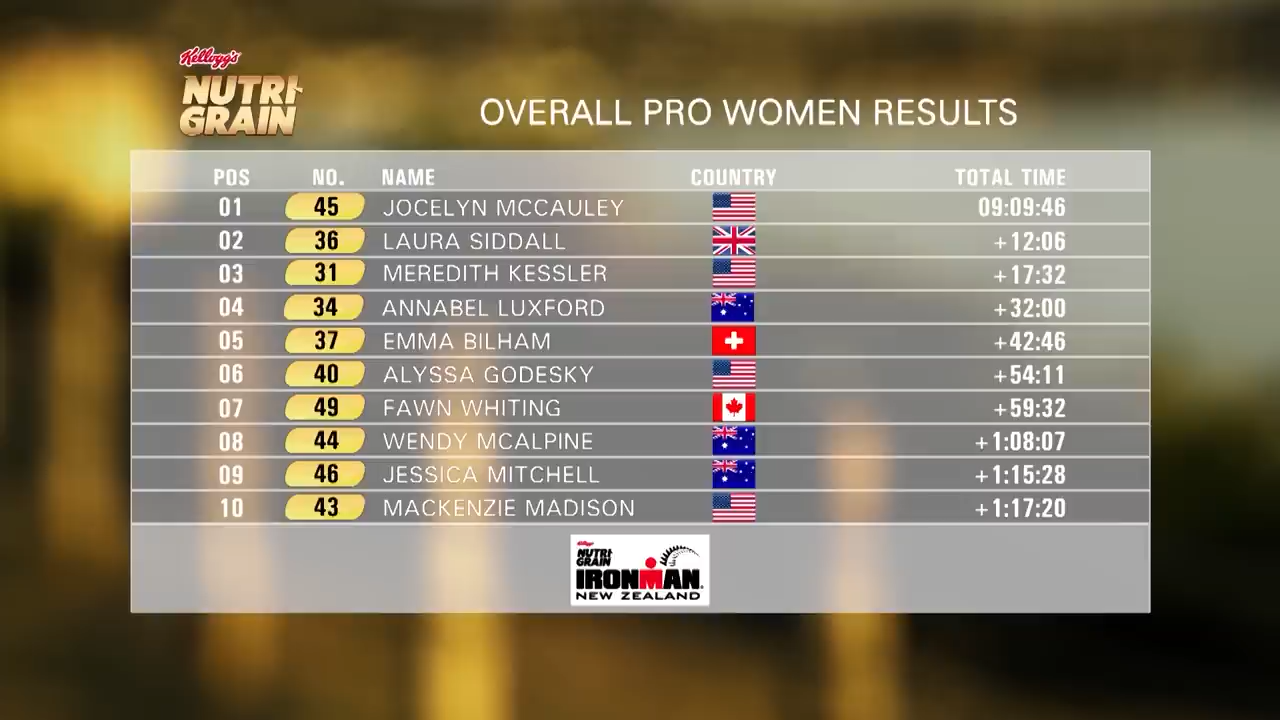 Kellogg's
NUTRI
GRAIN
OVERALL PRO WOMEN RESULTS
POS NO. NAME COUNTRY TOTAL TIME
01 45 JOCELYN MCCAULEY 09:09:46
02 36 LAURA SIDDALL +12:06
03 31 MEREDITH KESSLER +17:32
04 34 ANNABEL LUXFORD +32:00
05 37 EMMA BILHAM +42:46
06 40 ALYSSA GODESKY +54:11
07 49 FAWN WHITING +59:32
08 44 WENDY MCALPINE +1:08:07
09 46 JESSICA MITCHELL +1:15:28
10 43 MACKENZIE MADISON +1:17:20
Kellogg's
NUTRI
GRAIN
IRONMAN
NEW ZEALAND